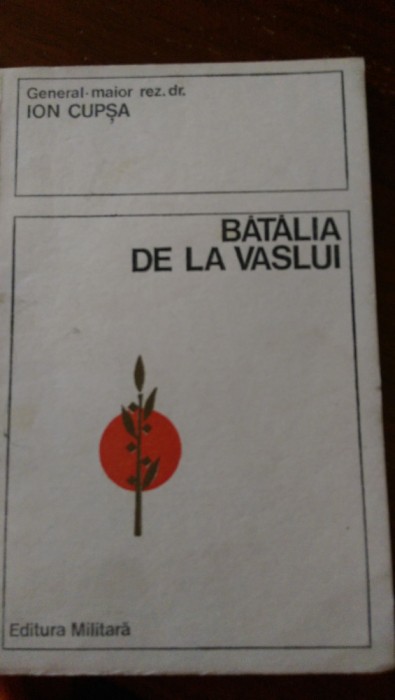 General-maior rez. dr.
ION CUPȘA
BĂTĂLIA
DE LA VASLUI
Editura Militară